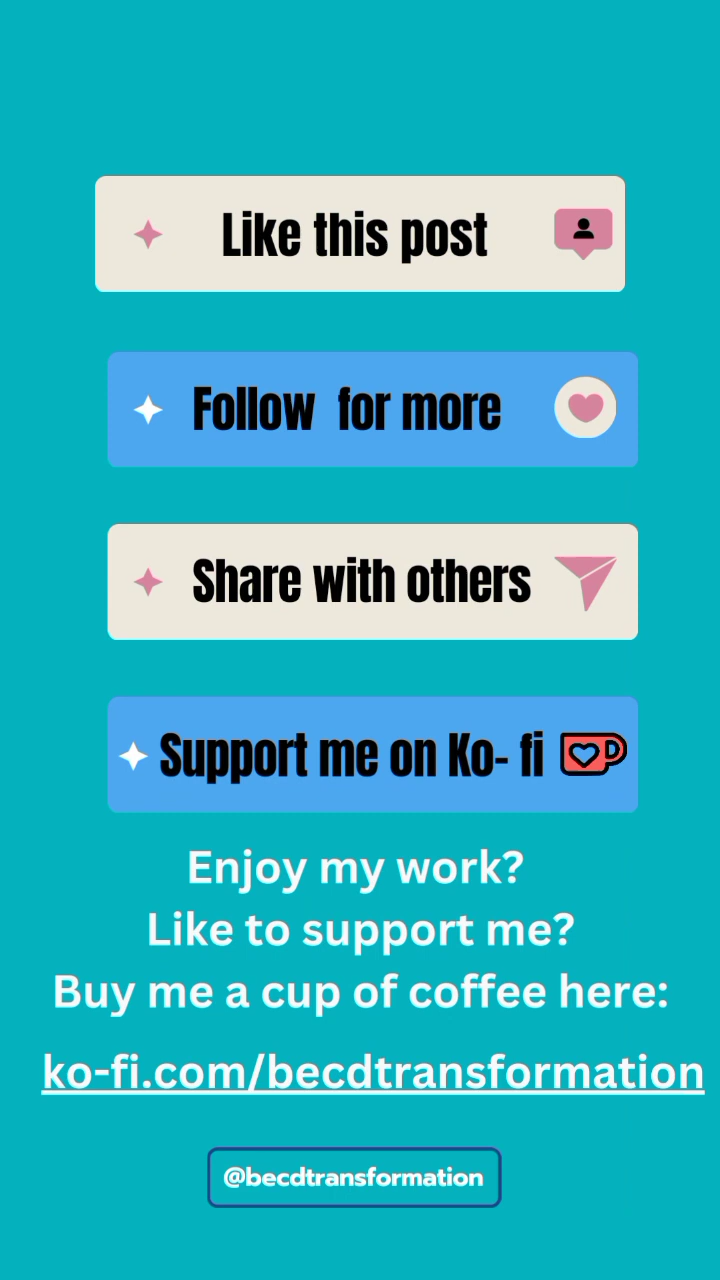 Like this post
Follow for more
Share with others
Support me on Ko- fi
Enjoy my work?
Like to support me?
Buy me a cup of coffee here:
ko-fi.com/becdtransformation
@becdtransformation